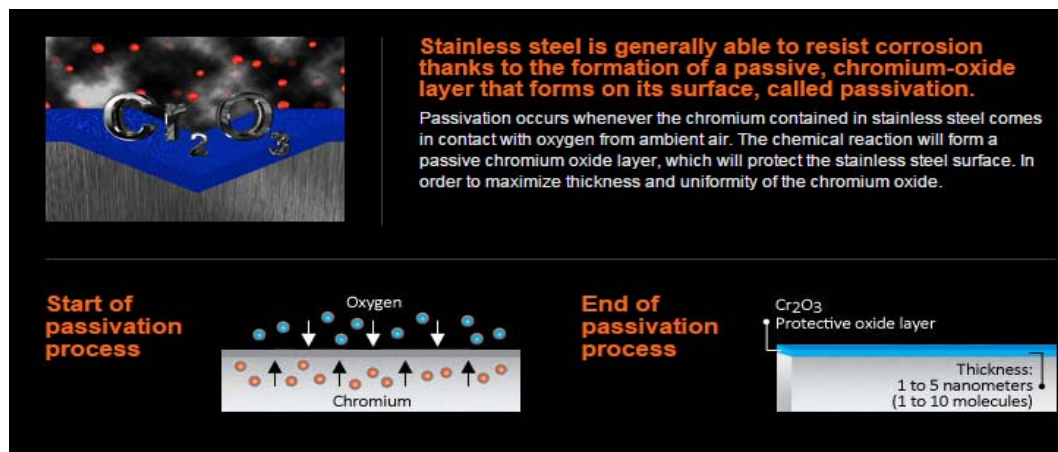 Cr2O3
Stainless steel is generally able to resist corrosion
thanks to the formation of a passive, chromium-oxide
layer that forms on its surface, called passivation.
Passivation occurs whenever the chromium contained in stainless steel comes
in contact with oxygen from ambient air. The chemical reaction will form a
passive chromium oxide layer, which will protect the stainless steel surface. In
order to maximize thickness and uniformity of the chromium oxide.
Start of
passivation
process
Oxygen
Chromium
End of
passivation
process
Cr2O3
Protective oxide layer
Thickness:
1 to 5 nanometers
(1 to 10 molecules)